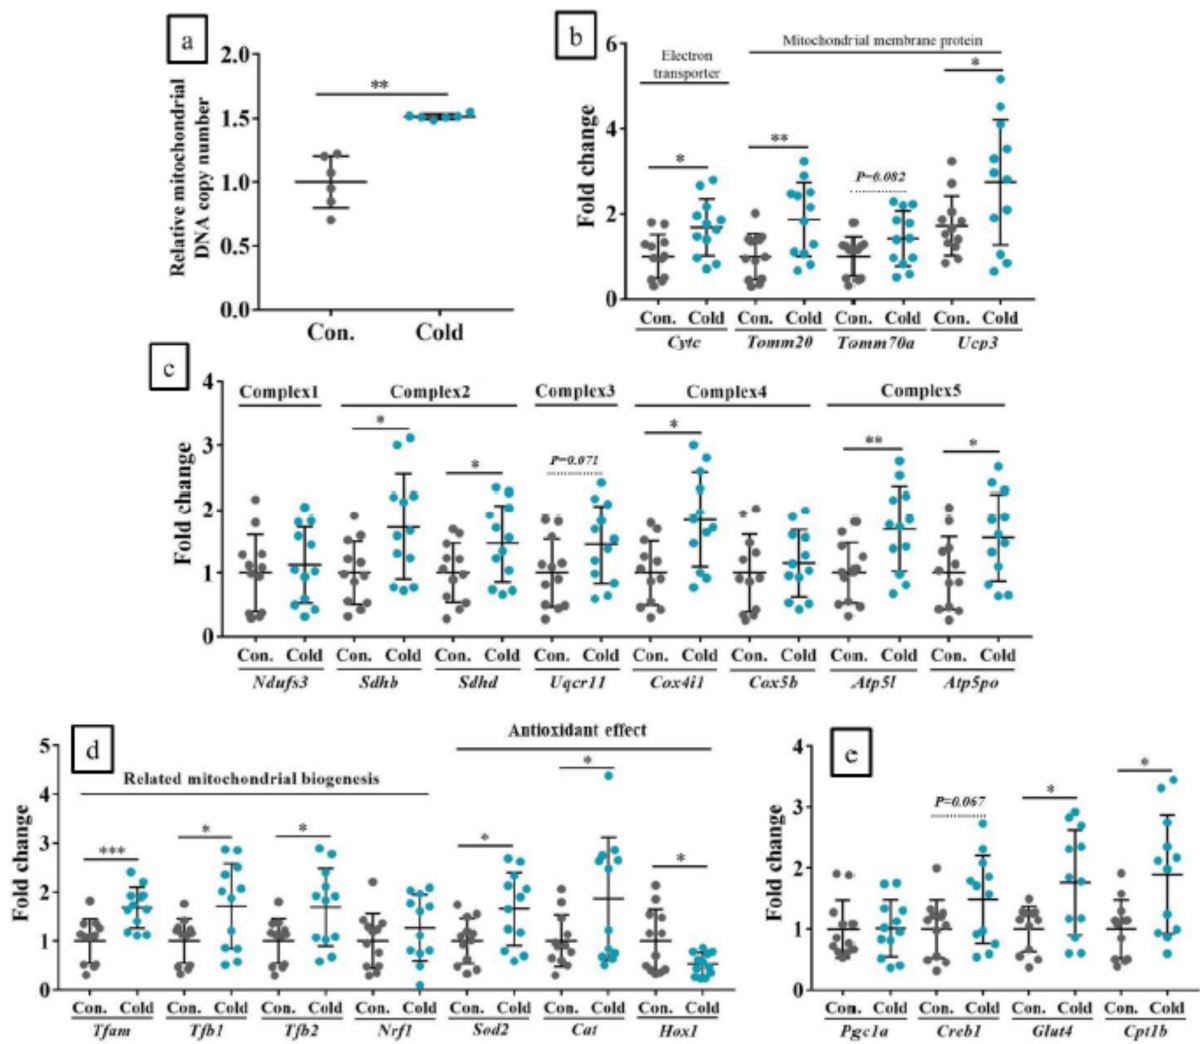 a
2.0
1.5
1.0
0.5
0.0
Relative mitochondrial
DNA copy number
**
Con. Cold
b
6
4
2
0
Fold change
Electron
transporter
Mitochondrial membrane protein
*
**
P=0.082
*
Con. Cold Con. Cold Con. Cold Con. Cold
Cytc Tomm20 Tomm70a Ucp3
c
4
3
2
1
0
Fold change
Complex1 Complex2 Complex3 Complex4 Complex5
*
*
P=0.071
*
**
*
Con. Cold Con. Cold Con. Cold Con. Cold Con. Cold Con. Cold Con. Cold Con. Cold
Ndufs3 Sdhb Sdhd Uqcr11 Cox4i1 Cox5b Atp5l Atp5po
d
5
4
3
2
1
0
Fold change
Related mitochondrial biogenesis
Antioxidant effect
***
*
*
*
*
*
Con. Cold Con. Cold Con. Cold Con. Cold Con. Cold Con. Cold Con. Cold
Tfam Tfb1 Tfb2 Nrf1 Sod2 Cat Hox1
e
4
3
2
1
0
Fold change
P=0.067
*
*
Con. Cold Con. Cold Con. Cold Con. Cold
Pgc1a Creb1 Glut4 Cpt1b